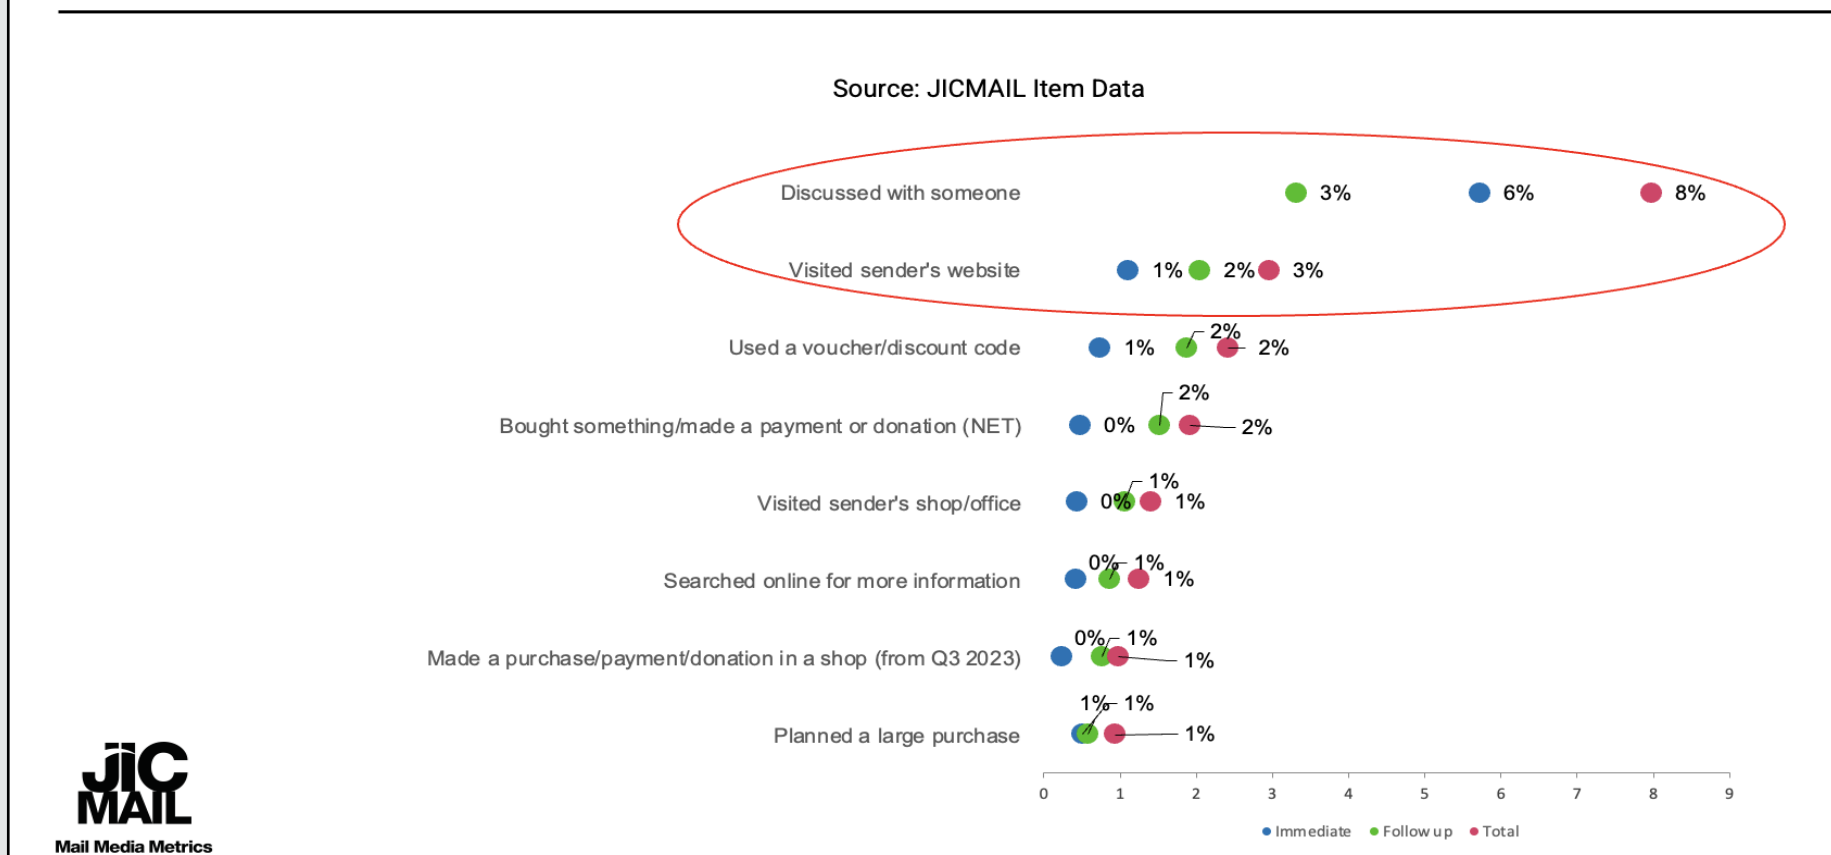 Source: JICMAIL Item Data
Discussed with someone 3% 6% 8%
Visited sender's website 1% 2% 3%
Used a voucher/discount code 1% 2% 2%
Bought something/made a payment or donation (NET) 0% 2% 2%
Visited sender's shop/office 0% 1% 1%
Searched online for more information 0% 1% 1%
Made a purchase/payment/donation in a shop (from Q3 2023) 0% 1% 1%
Planned a large purchase 1% 1% 1%
0 1 2 3 4 5 6 7 8 9
Immediate Follow up Total
JIC
MAIL
Mail Media Metrics